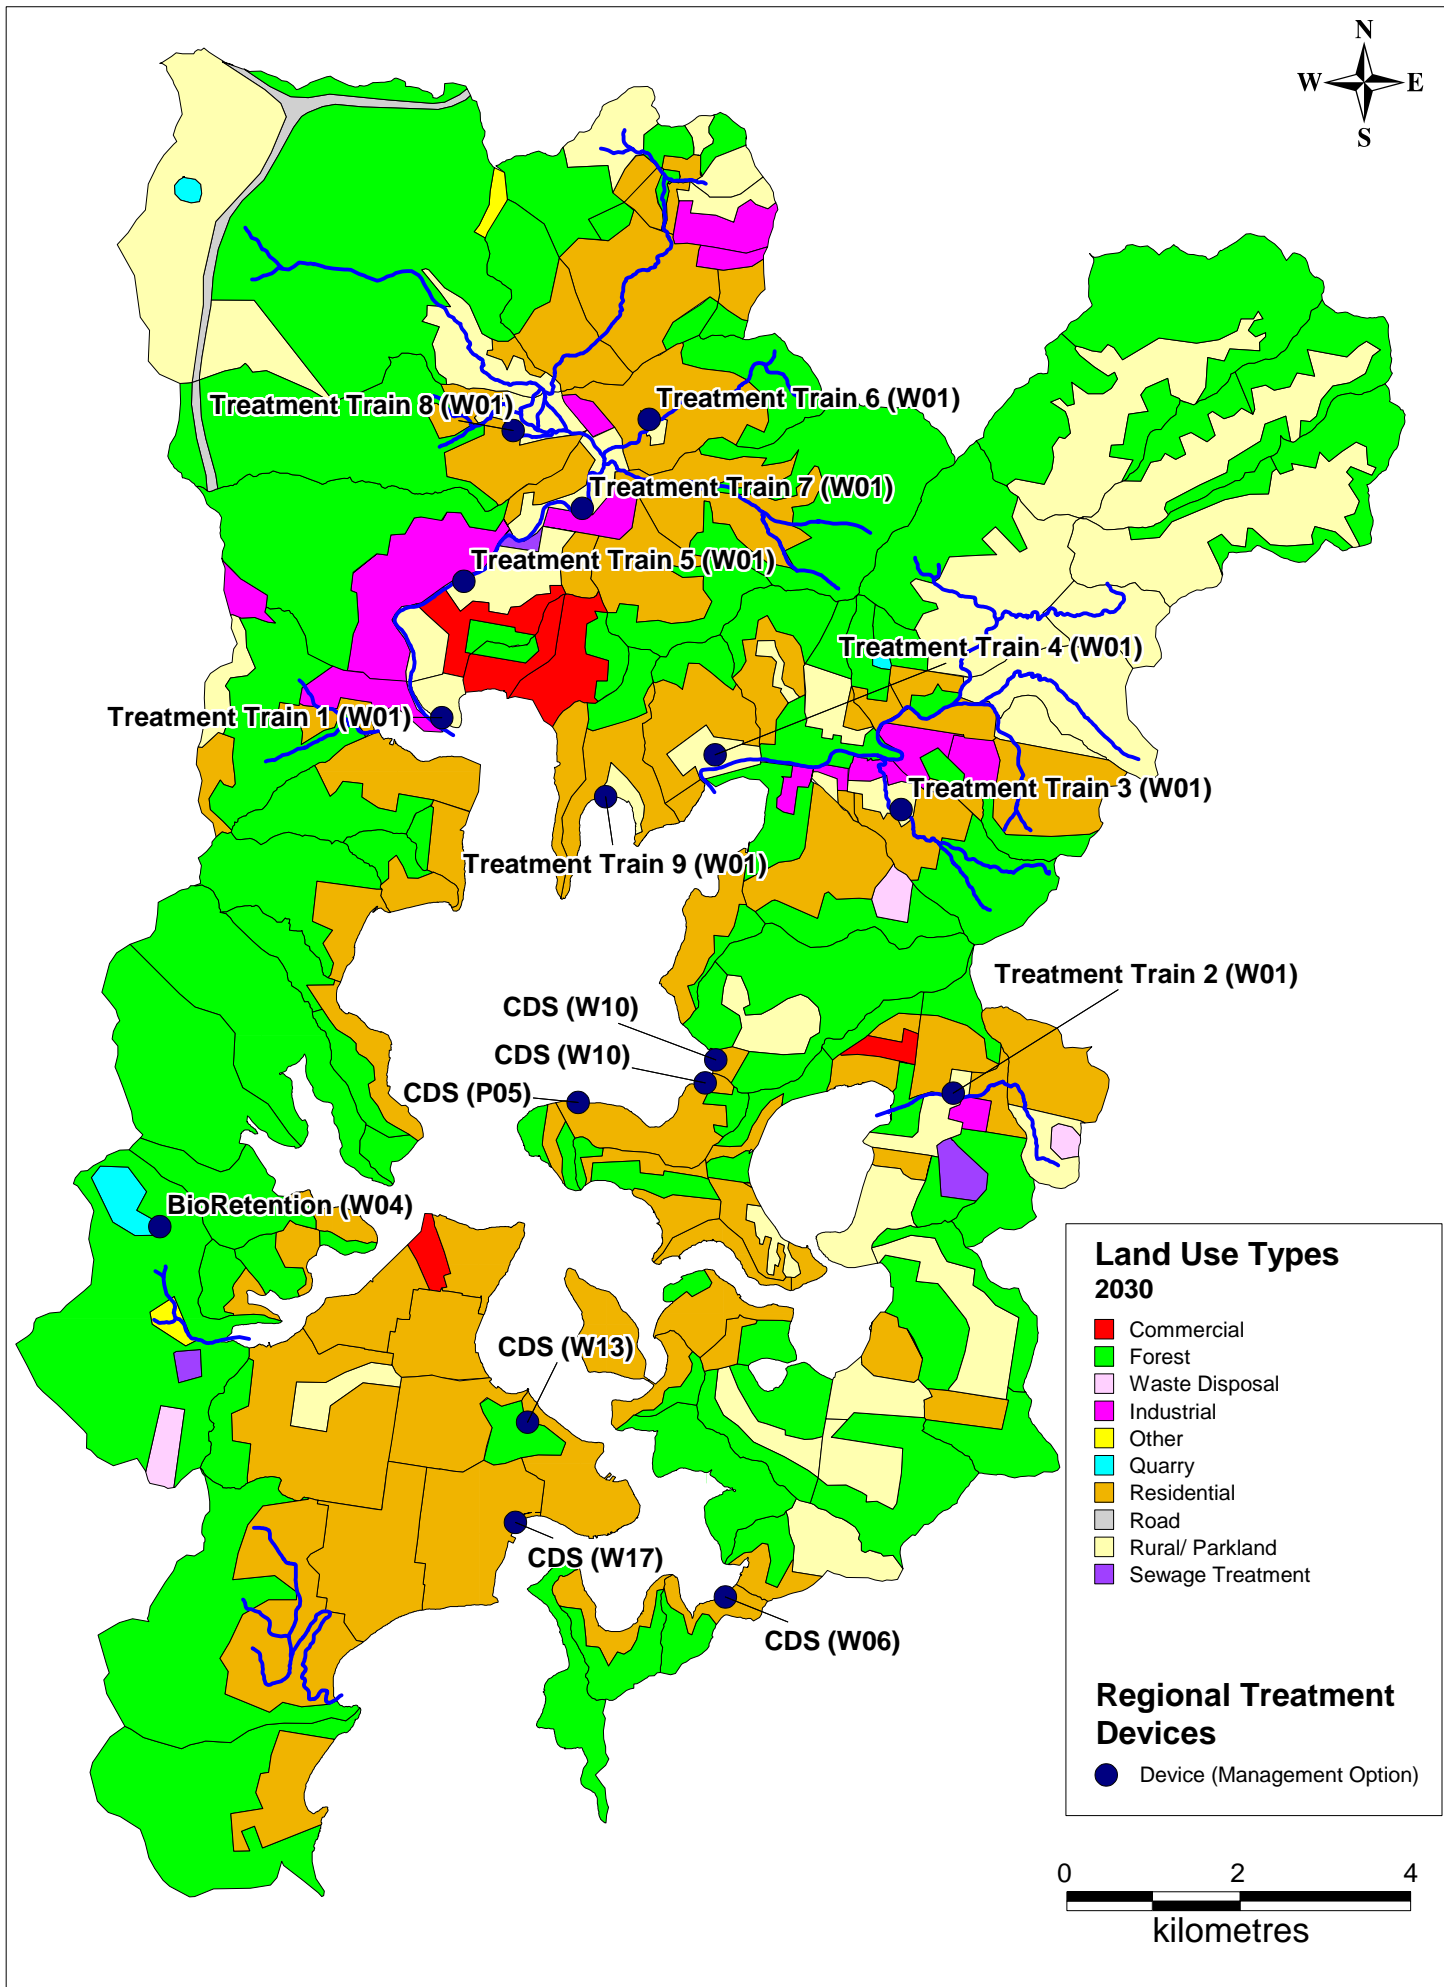 N
W E
S
Treatment Train 8 (W01)
Treatment Train 6 (W01)
Treatment Train 7 (W01)
Treatment Train 5 (W01)
Treatment Train 4 (W01)
Treatment Train 1 (W01)
Treatment Train 3 (W01)
Treatment Train 9 (W01)
Treatment Train 2 (W01)
CDS (W10)
CDS (W10)
CDS (P05)
BioRetention (W04)
CDS (W13)
CDS (W17)
CDS (W06)
Land Use Types
2030
Commercial
Forest
Waste Disposal
Industrial
Other
Quarry
Residential
Road
Rural/ Parkland
Sewage Treatment
Regional Treatment
Devices
Device (Management Option)
0 2 4
kilometres